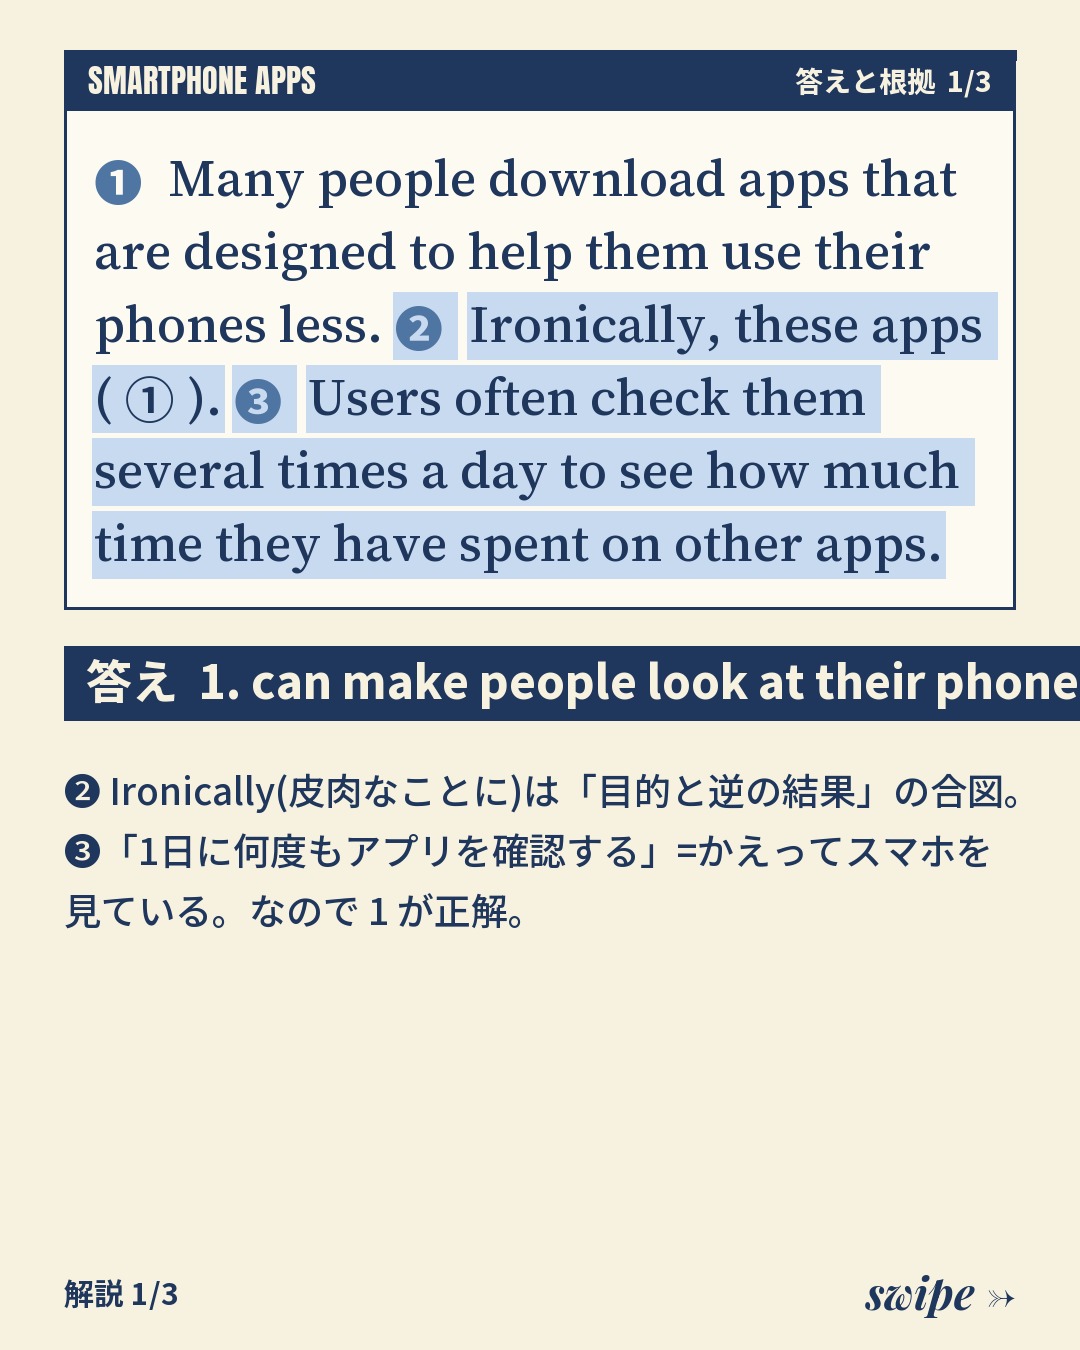 SMARTPHONE APPS
答えと根拠 1/3
❶ Many people download apps that
are designed to help them use their
phones less. ❷ Ironically, these apps
( ① ). ❸ Users often check them
several times a day to see how much
time they have spent on other apps.
答え 1. can make people look at their phone
❷ Ironically(皮肉なことに)は「目的と逆の結果」の合図。
❸「1日に何度もアプリを確認する」=かえってスマホを
見ている。なので 1 が正解。
解説 1/3
swipe